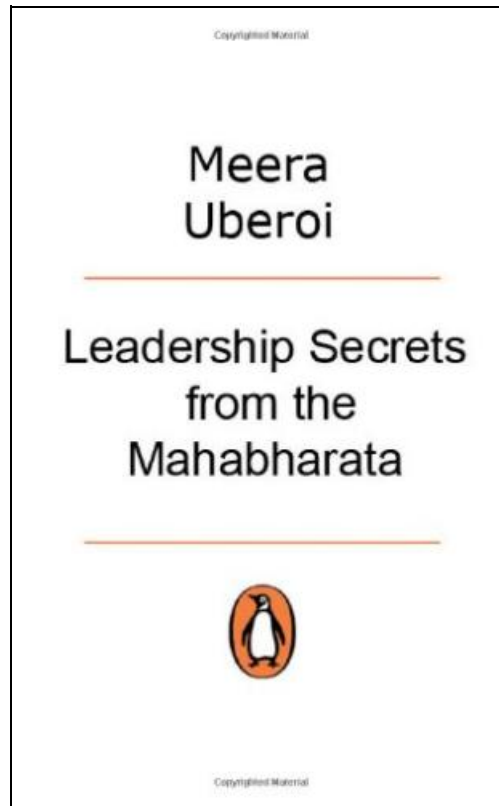 Copyrighted Material
Meera
Uberoi
Leadership Secrets
from the
Mahabharata
Copyrighted Material